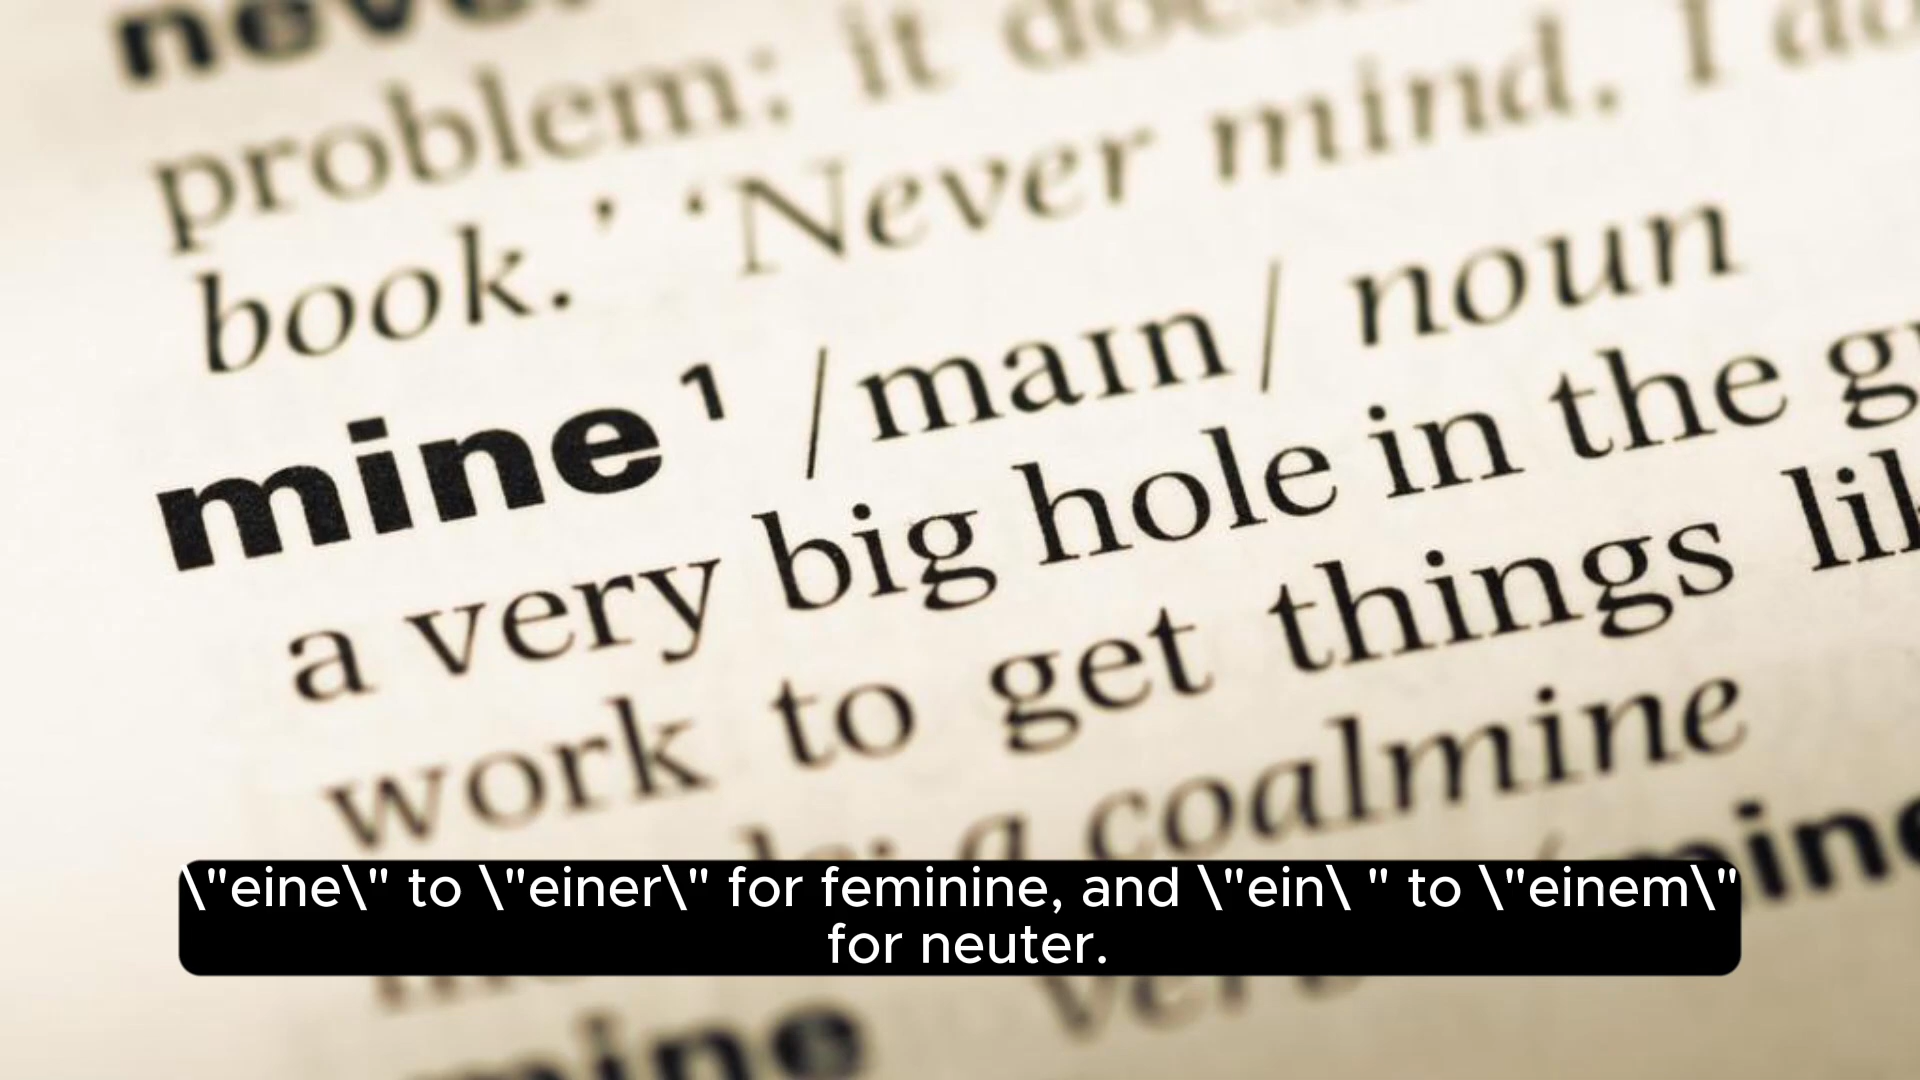 problem; it
book.’ ‘Never mind. I
mine¹ /maɪn/ noun
a very big hole in the
work to get things
a coalmine
\"eine\" to \"einer\" for feminine, and \"ein\ " to \"einem\"
for neuter.
mine